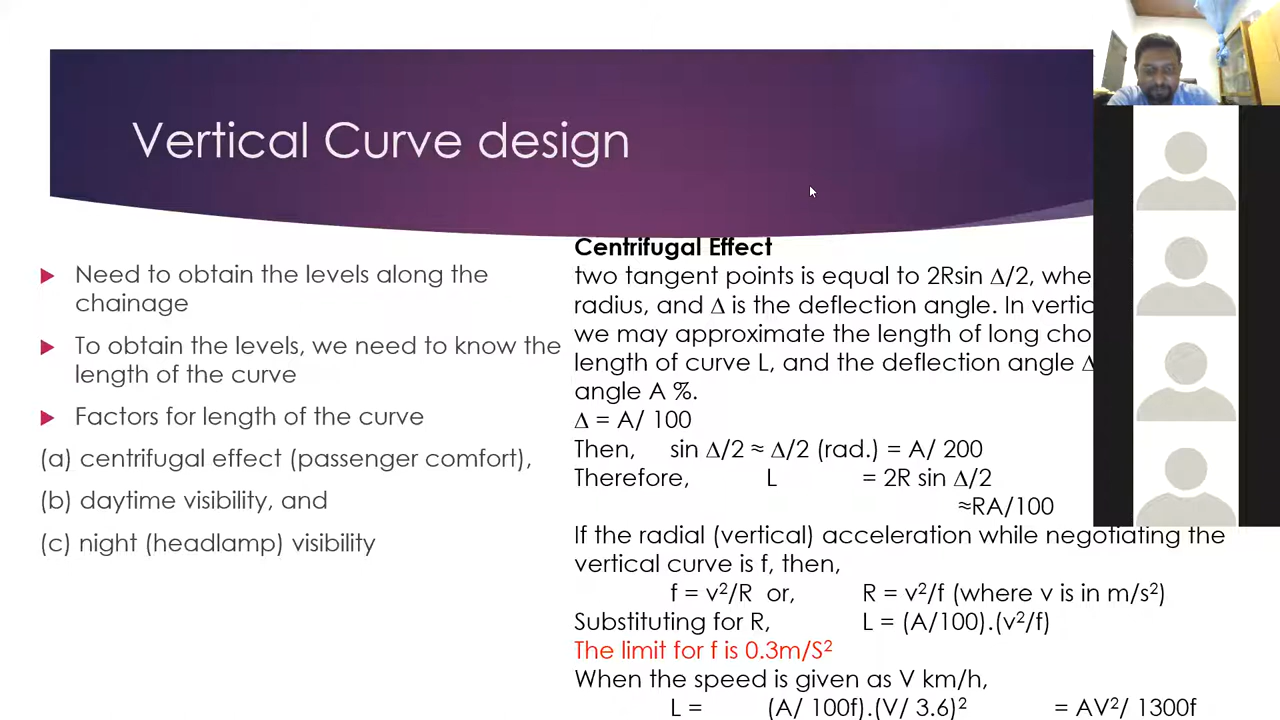 Vertical Curve design
Need to obtain the levels along the
chainage
To obtain the levels, we need to know the
length of the curve
Factors for length of the curve
(a) centrifugal effect (passenger comfort),
(b) daytime visibility, and
(c) night (headlamp) visibility
Centrifugal Effect
two tangent points is equal to 2Rsin ∆/2, whe
radius, and ∆ is the deflection angle. In vertic
we may approximate the length of long cho
length of curve L, and the deflection angle ∆
angle A %.
∆ = A/ 100
Then, sin ∆/2 ≈ ∆/2 (rad.) = A/ 200
Therefore, L = 2R sin ∆/2
≈RA/100
If the radial (vertical) acceleration while negotiating the
vertical curve is f, then,
f = v²/R or, R = v²/f (where v is in m/s²)
Substituting for R, L = (A/100).(v²/f)
The limit for f is 0.3m/S²
When the speed is given as V km/h,
L = (A/ 100f).(V/ 3.6)² = AV²/ 1300f